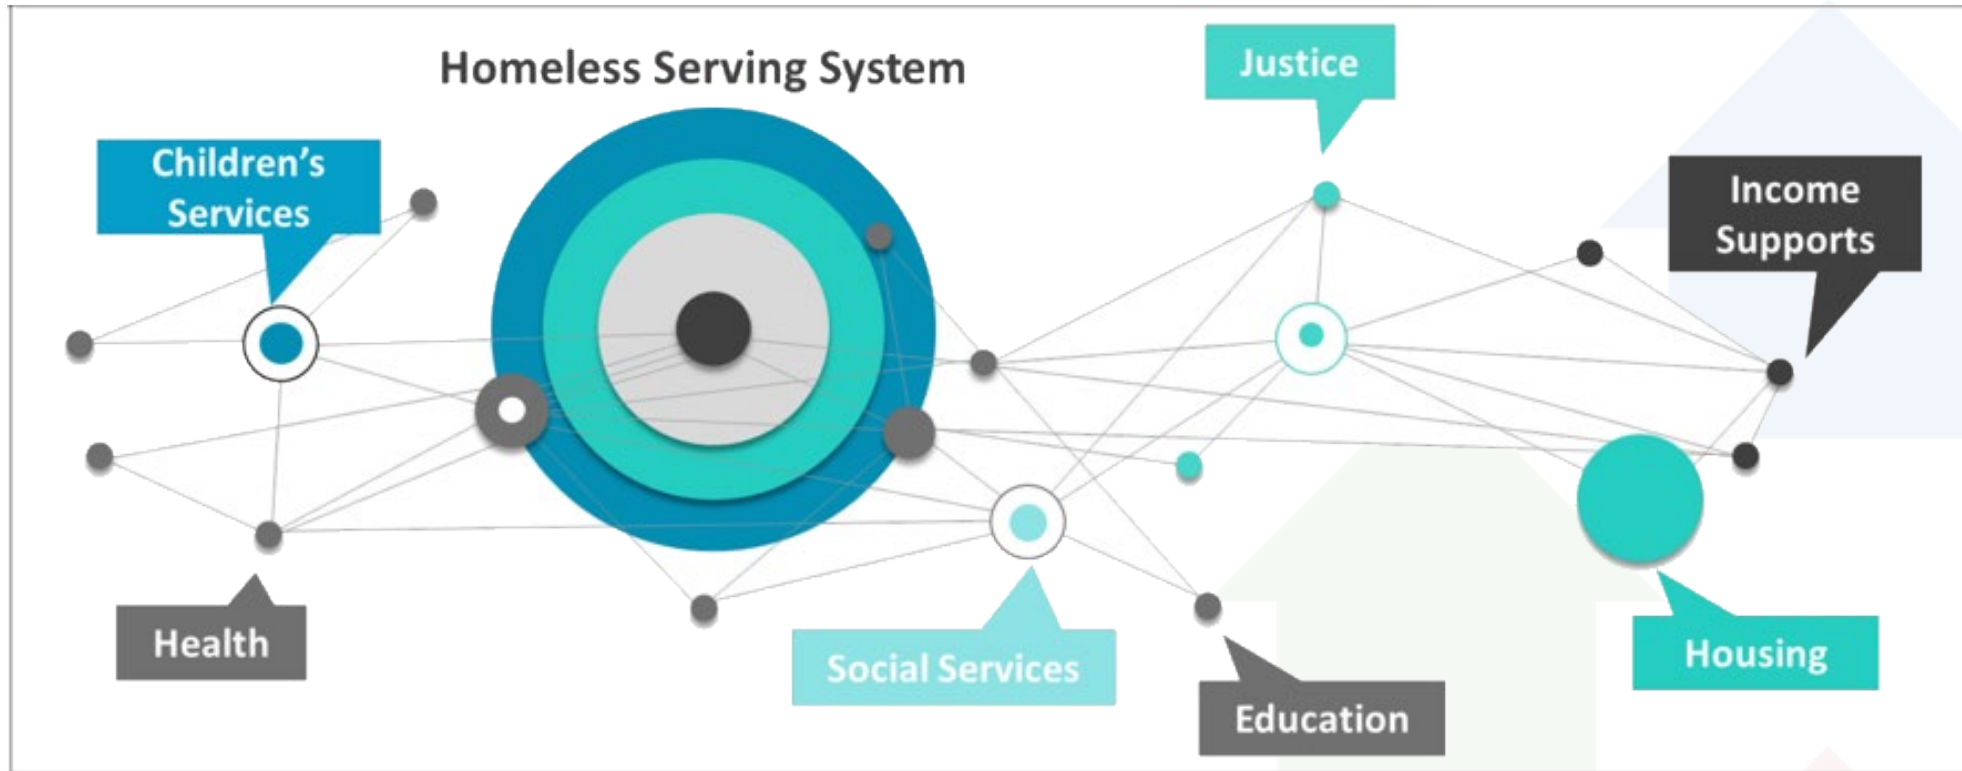 Homeless Serving System
Justice
Children's
Services
Income
Supports
Health
Social Services
Education
Housing